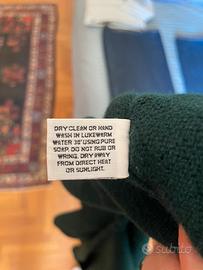 DRY CLEAN OR HAND
WASH IN LUKEWARM
WATER 30° USING PURE
SOAP. DO NOT RUB OR
WRING. DRY AWAY
FROM DIRECT HEAT
OR SUNLIGHT.
subito